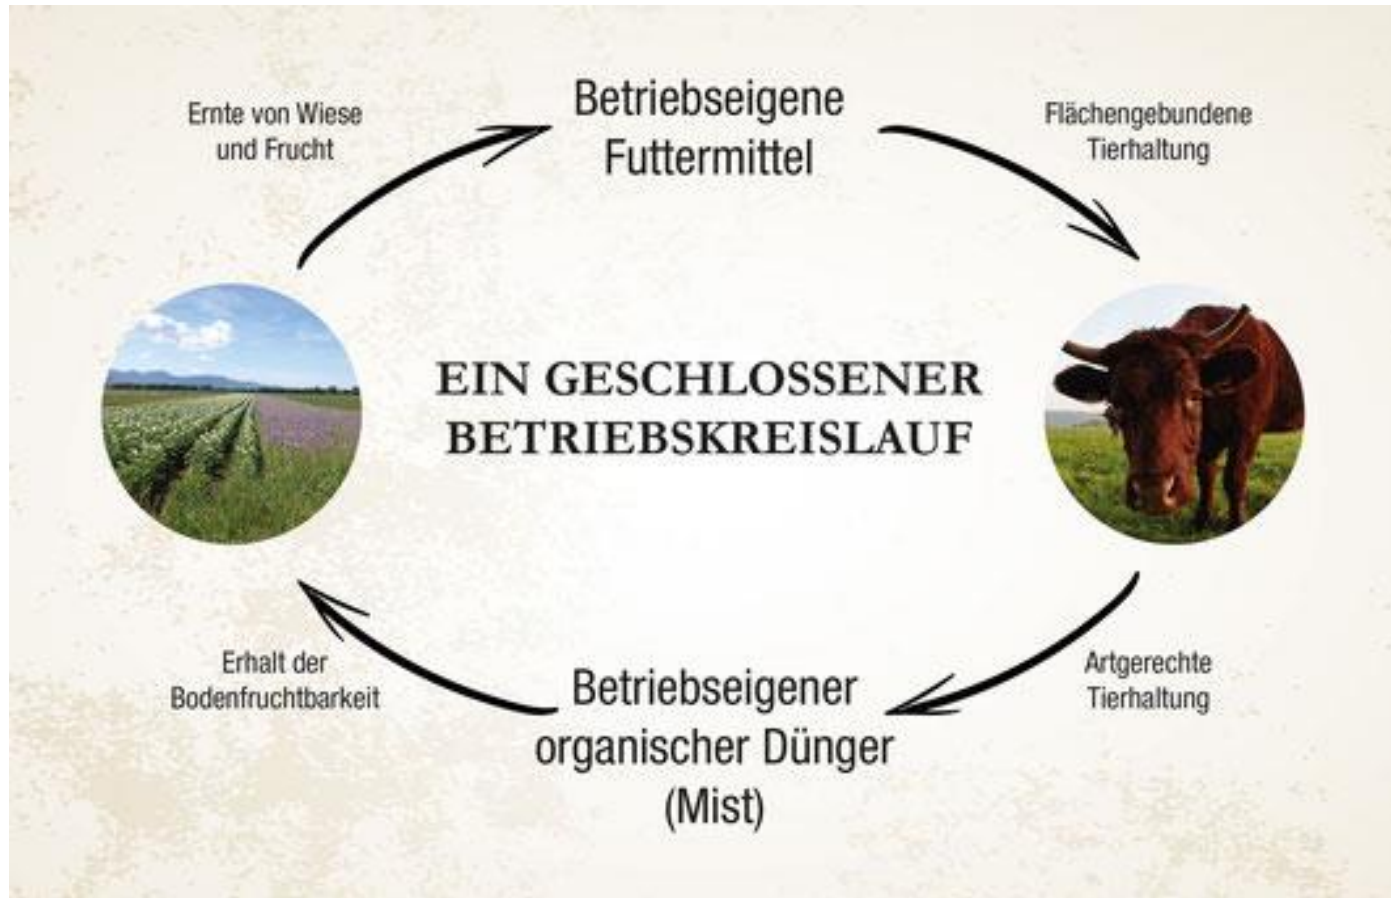 Ernte von Wiese
und Frucht
Betriebseigene
Futtermittel
Flächengebundene
Tierhaltung
EIN GESCHLOSSENER
BETRIEBSKREISLAUF
Erhalt der
Bodenfruchtbarkeit
Betriebseigener
organischer Dünger
(Mist)
Artgerechte
Tierhaltung